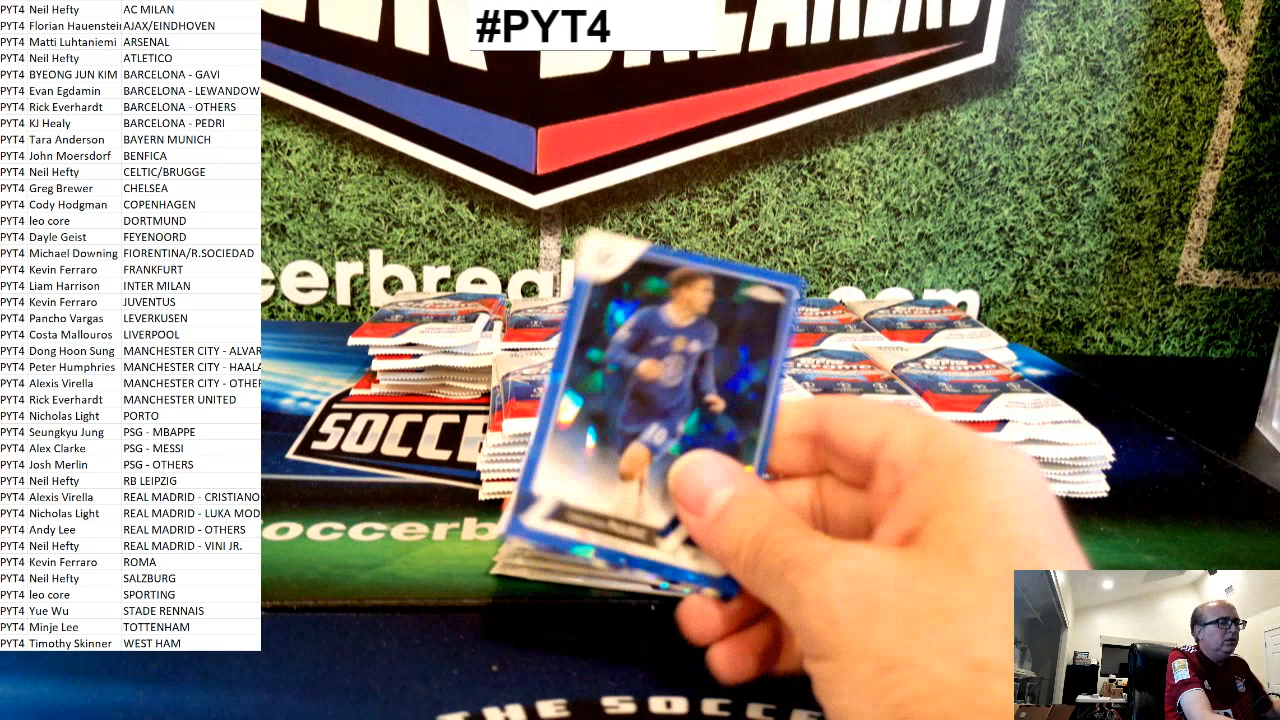 #PYT4
PYT4 Neil Hefty AC MILAN
PYT4 Florian Hauenstein AJAX/EINDHOVEN
PYT4 Matti Luhtaniemi ARSENAL
PYT4 Neil Hefty ATLETICO
PYT4 BYEONG JUN KIM BARCELONA - GAVI
PYT4 Evan Egdamin BARCELONA - LEWANDOW
PYT4 Rick Everhardt BARCELONA - OTHERS
PYT4 KJ Healy BARCELONA - PEDRI
PYT4 Tara Anderson BAYERN MUNICH
PYT4 John Moersdorf BENFICA
PYT4 Neil Hefty CELTIC/BRUGGE
PYT4 Greg Brewer CHELSEA
PYT4 Cody Hodgman COPENHAGEN
PYT4 leo core DORTMUND
PYT4 Dayle Geist FEYENOORD
PYT4 Michael Downing FIORENTINA/R.SOCIEDAD
PYT4 Kevin Ferraro FRANKFURT
PYT4 Liam Harrison INTER MILAN
PYT4 Kevin Ferraro JUVENTUS
PYT4 Pancho Vargas LEVERKUSEN
PYT4 Costa Mallouros LIVERPOOL
PYT4 Dong Hoon Sung MANCHESTER CITY - ALVAR
PYT4 Peter
PYT4 Alexis Virella MANCHESTER CITY - OTHE
PYT4 Rick Everhardt MANCHESTER UNITED
PYT4 Nicholas Light PORTO
PYT4 Seungkyu Jung PSG - MBAPPE
PYT4 Alex Clarke PSG - MESSI
PYT4 Josh Merlin PSG - OTHERS
PYT4 Neil Hefty RB LEIPZIG
PYT4 Alexis Virella REAL MADRID - CRISTIANO
PYT4 Nicholas Light REAL MADRID - LUKA MOD
PYT4 Andy Lee REAL MADRID - OTHERS
PYT4 Neil Hefty REAL MADRID - VINI JR.
PYT4 Kevin Ferraro ROMA
PYT4 Neil Hefty SALZBURG
PYT4 leo core SPORTING
PYT4 Yue Wu STADE RENNAIS
PYT4 Minje Lee TOTTENHAM
PYT4 Timothy Skinner WEST HAM
cerbreak
SOCCE
occerb
THE SOCCE